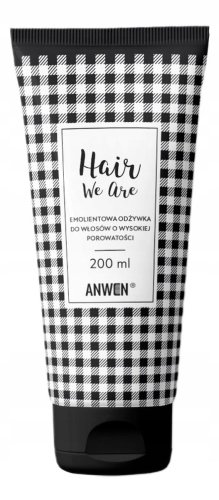 Hair
We Are
EMOLIENTOWA ODŻYWKA
DO WŁOSÓW O WYSOKIEJ
POROWATOŚCI
200 ml
ANWEN®